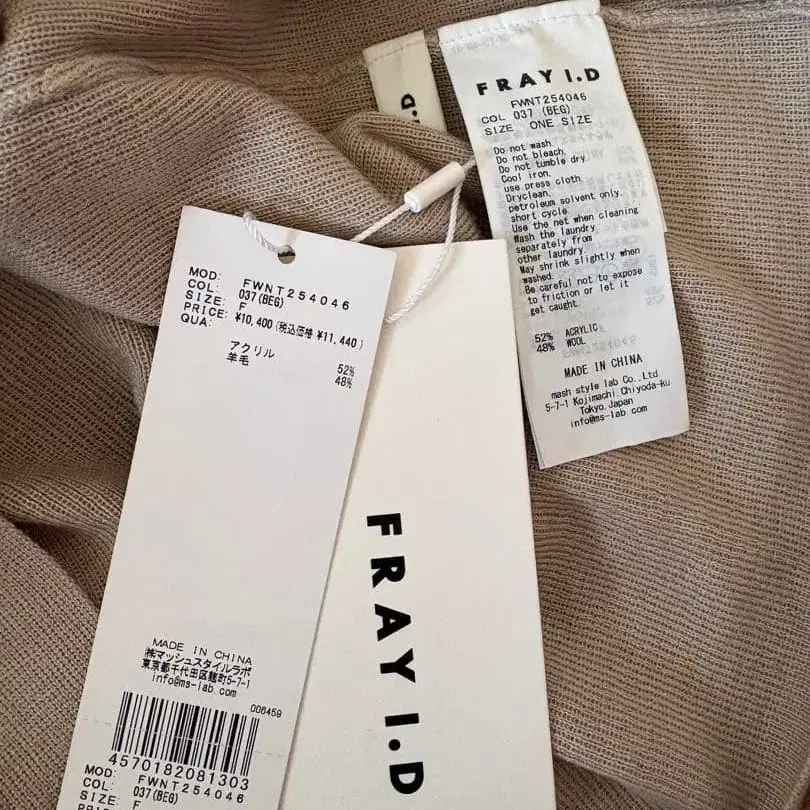 FRAY I.D
FWNT254046
COL 037 (BEG)
SIZE ONE SIZE
Do not wash.
Do not bleach.
Do not tumble dry.
Cool iron.
use press cloth.
Dryclean.
petroleum solvent only.
short cycle
Use the net when cleaning.
Wash the laundry
separately from
other laundry.
May shrink slightly when
washed.
Be careful not to expose
to friction or let it
get caught.
52% ACRYLIC
48% WOOL
MADE IN CHINA
mash style lab Co., Ltd.
5-7-1 Kojimachi, Chiyoda-ku
Tokyo, Japan
info@ms-lab.com
MOD: FWNT254046
COL: 037(BEG)
SIZE: F
PRICE: ¥10,400(税込価格 ¥11,440)
QUA:
アクリル 52%
羊毛 48%
MADE IN CHINA
㈱マッシュスタイルラボ
東京都千代田区麹町5-7-1
info@ms-lab.com
006459
4570182081303
MOD: FWNT254046
COL: 037(BEG)
SIZE: F
FRAY I.D